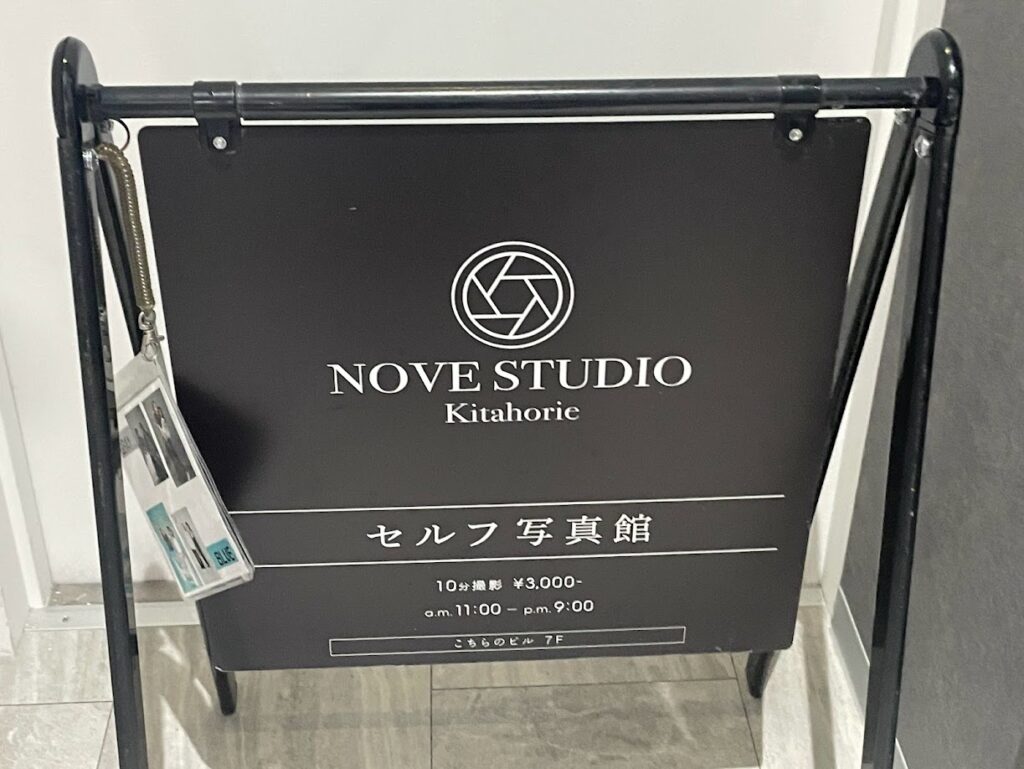 NOVE STUDIO
Kitahorie
セルフ写真館
10分撮影 ¥3,000-
a.m. 11:00 – p.m. 9:00
こちらのビル 7F
BLUE